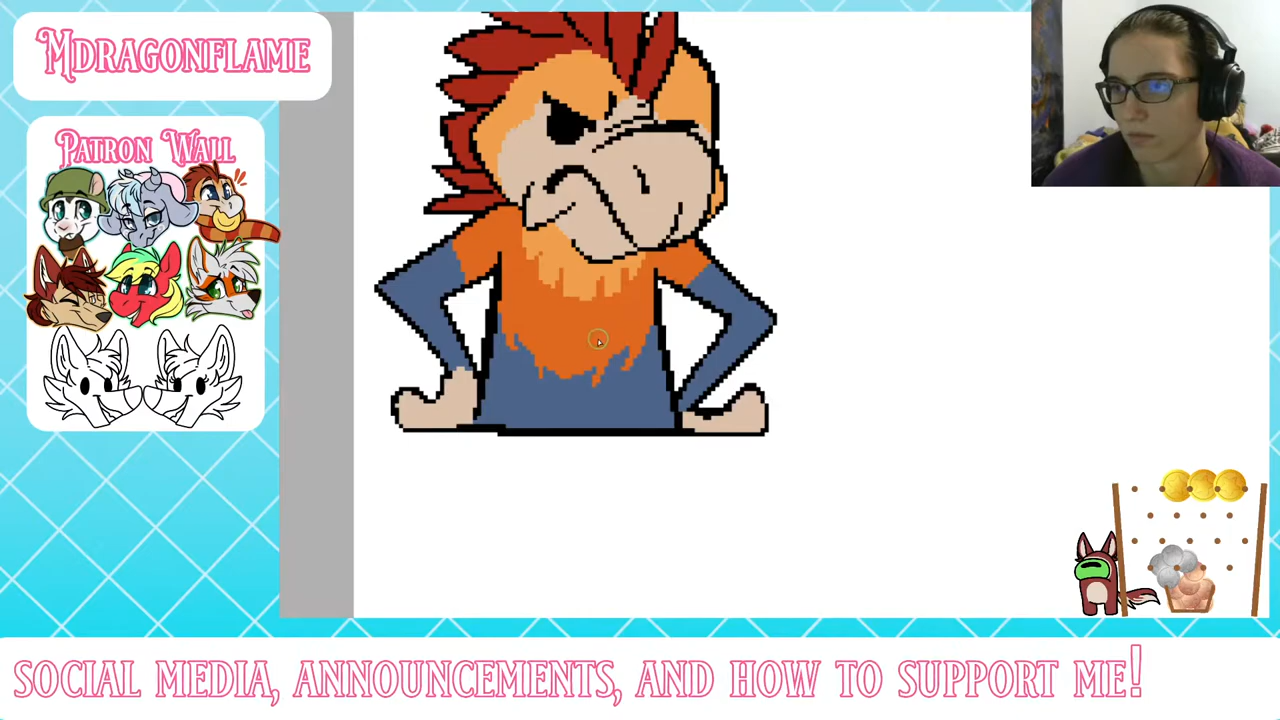 Mdragonflame
Patron Wall
Social Media, Announcements, and how to support me!